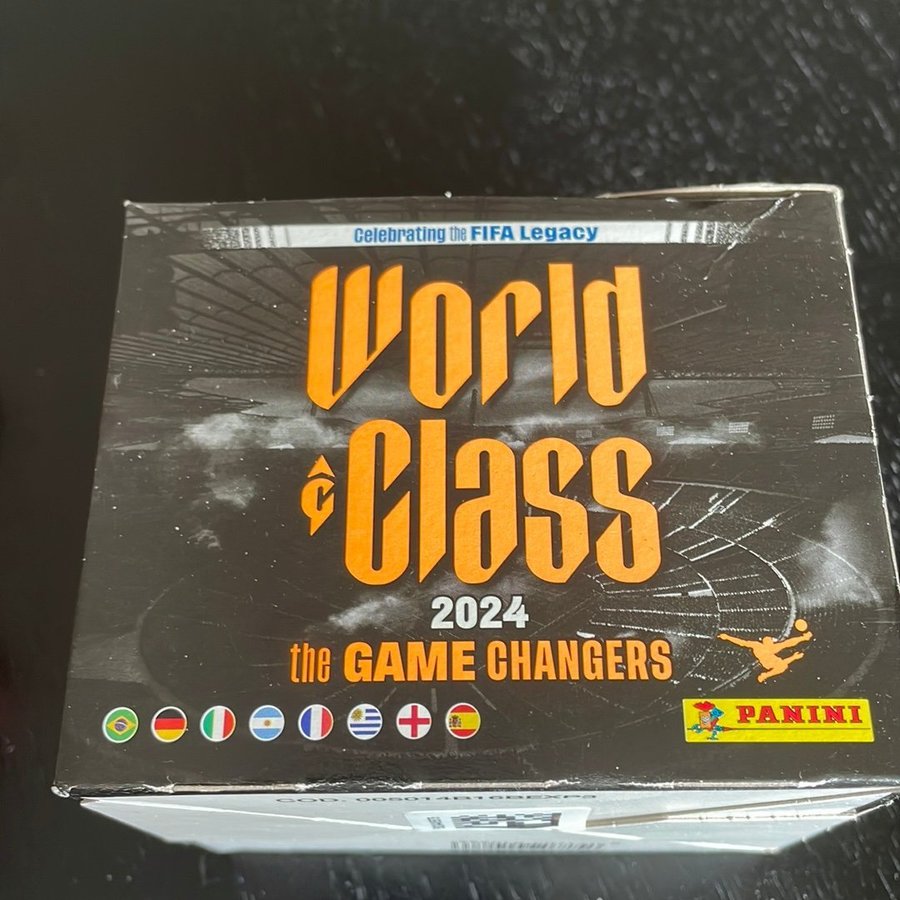 Celebrating the FIFA Legacy
World
Class
2024
the GAME CHANGERS
PANINI